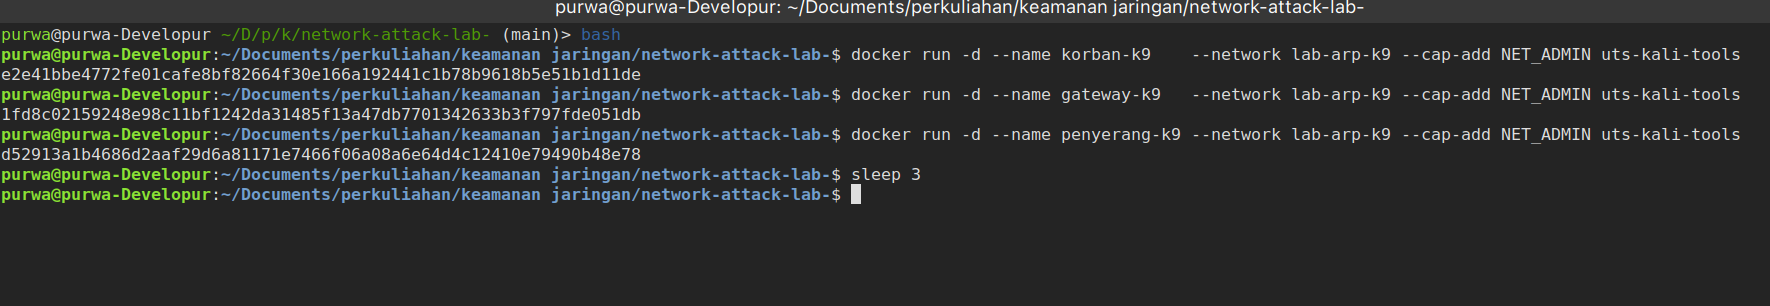 purwa@purwa-Developur: ~/Documents/perkuliahan/keamanan jaringan/network-attack-lab-
purwa@purwa-Developur ~/D/p/k/network-attack-lab- (main)> bash
purwa@purwa-Developur:~/Documents/perkuliahan/keamanan jaringan/network-attack-lab-$ docker run -d --name korban-k9    --network lab-arp-k9 --cap-add NET_ADMIN uts-kali-tools
e2e41bbe4772fe01cafe8bf82664f30e166a192441c1b78b9618b5e51b1d11de
purwa@purwa-Developur:~/Documents/perkuliahan/keamanan jaringan/network-attack-lab-$ docker run -d --name gateway-k9   --network lab-arp-k9 --cap-add NET_ADMIN uts-kali-tools
1fd8c02159248e98c11bf1242da31485f13a47db7701342633b3f797fde051db
purwa@purwa-Developur:~/Documents/perkuliahan/keamanan jaringan/network-attack-lab-$ docker run -d --name penyerang-k9 --network lab-arp-k9 --cap-add NET_ADMIN uts-kali-tools
d52913a1b4686d2aaf29d6a81171e7466f06a08a6e64d4c12410e79490b48e78
purwa@purwa-Developur:~/Documents/perkuliahan/keamanan jaringan/network-attack-lab-$ sleep 3
purwa@purwa-Developur:~/Documents/perkuliahan/keamanan jaringan/network-attack-lab-$